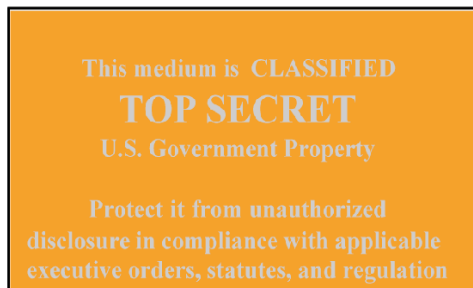 This medium is CLASSIFIED
TOP SECRET
U.S. Government Property
Protect it from unauthorized
disclosure in compliance with applicable
executive orders, statutes, and regulation